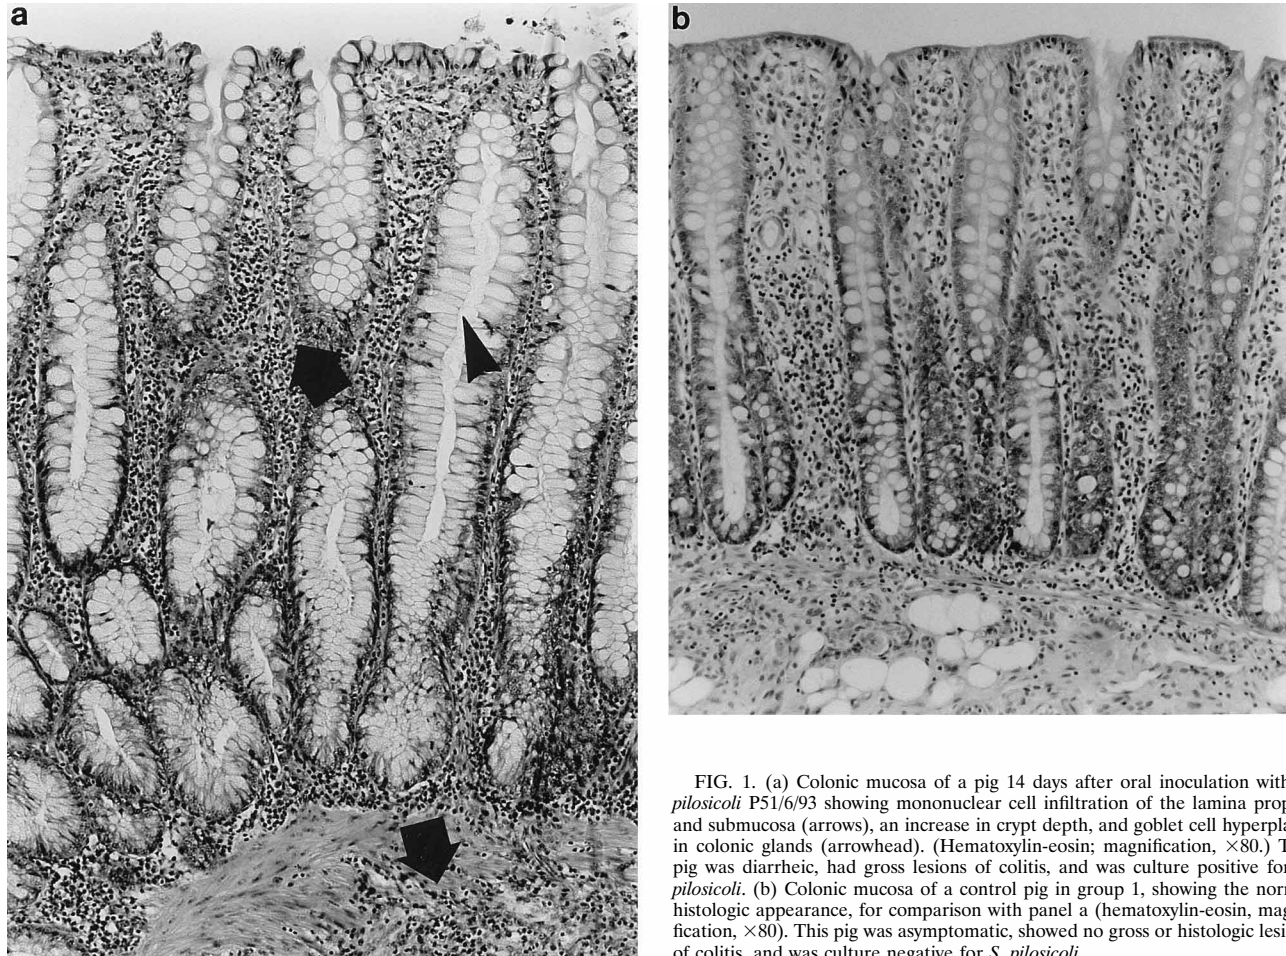 a
b
FIG. 1. (a) Colonic mucosa of a pig 14 days after oral inoculation with
pilosicoli P51/6/93 showing mononuclear cell infiltration of the lamina prop
and submucosa (arrows), an increase in crypt depth, and goblet cell hyperpla
in colonic glands (arrowhead). (Hematoxylin-eosin; magnification, ×80.) T
pig was diarrheic, had gross lesions of colitis, and was culture positive for
pilosicoli. (b) Colonic mucosa of a control pig in group 1, showing the norr
histologic appearance, for comparison with panel a (hematoxylin-eosin, mag
fication, ×80). This pig was asymptomatic, showed no gross or histologic lesi
of colitis, and was culture negative for S. pilosicoli.